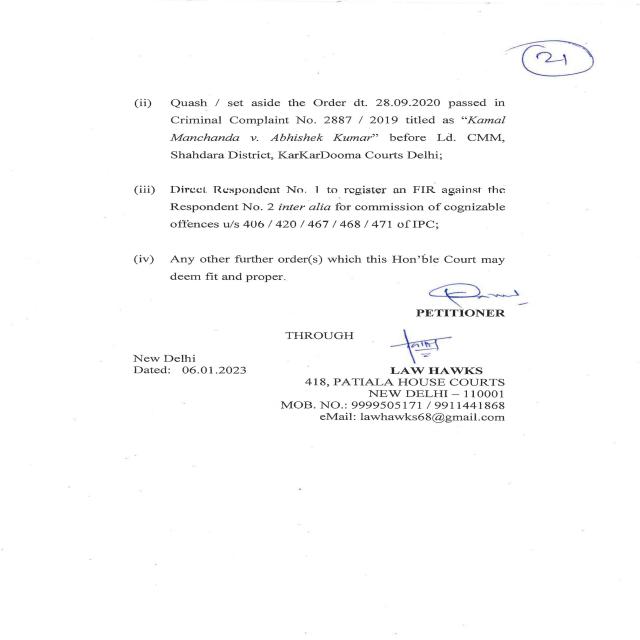 21
(ii) Quash / set aside the Order dt. 28.09.2020 passed in
Criminal Complaint No. 2887 / 2019 titled as “Kamal
Manchanda v. Abhishek Kumar” before Ld. CMM,
Shahdara District, KarKarDooma Courts Delhi;
(iii) Direct Respondent No. 1 to register an FIR against the
Respondent No. 2 inter alia for commission of cognizable
offences u/s 406 / 420 / 467 / 468 / 471 of IPC;
(iv) Any other further order(s) which this Hon’ble Court may
deem fit and proper.
PETITIONER
THROUGH
New Delhi
Dated: 06.01.2023
LAW HAWKS
418, PATIALA HOUSE COURTS
NEW DELHI – 110001
MOB. NO.: 9999505171 / 9911441868
eMail: lawhawks68@gmail.com